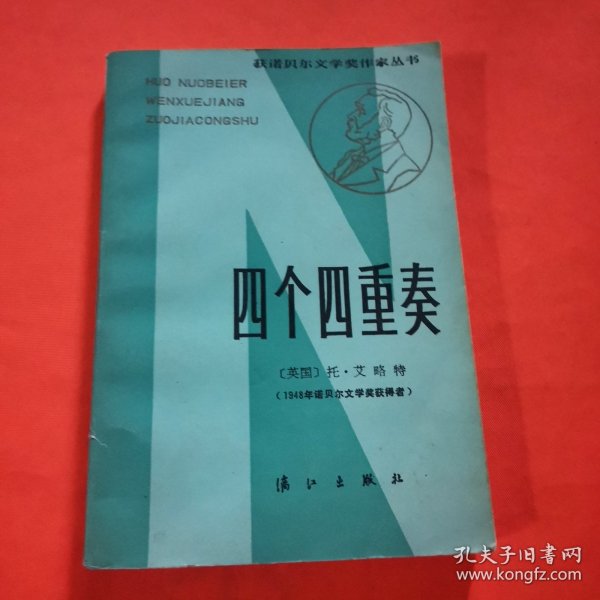 获诺贝尔文学奖作家丛书
HUO NUOBEIER
WENXUEJIANG
ZUOJIACONGSHU
四个四重奏
〔英国〕托·艾略特
（1948年诺贝尔文学奖获得者）
漓江出版社
孔夫子旧书网
www.kongfz.com